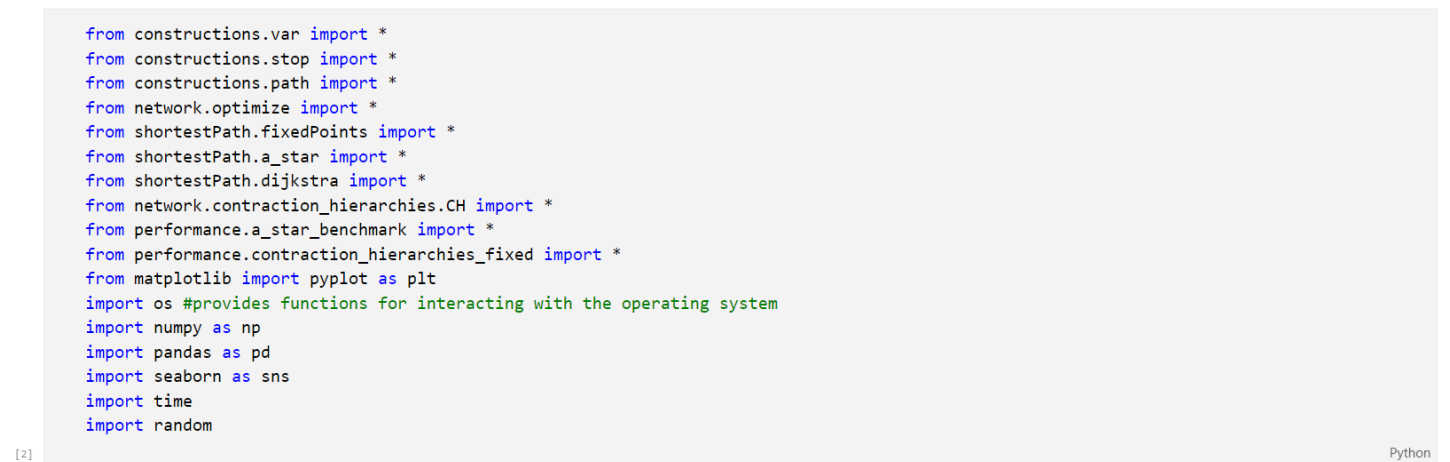 from constructions.var import *
from constructions.stop import *
from constructions.path import *
from network.optimize import *
from shortestPath.fixedPoints import *
from shortestPath.a_star import *
from shortestPath.dijkstra import *
from network.contraction_hierarchies.CH import *
from performance.a_star_benchmark import *
from performance.contraction_hierarchies_fixed import *
from matplotlib import pyplot as plt
import os #provides functions for interacting with the operating system
import numpy as np
import pandas as pd
import seaborn as sns
import time
import random
[2] Python